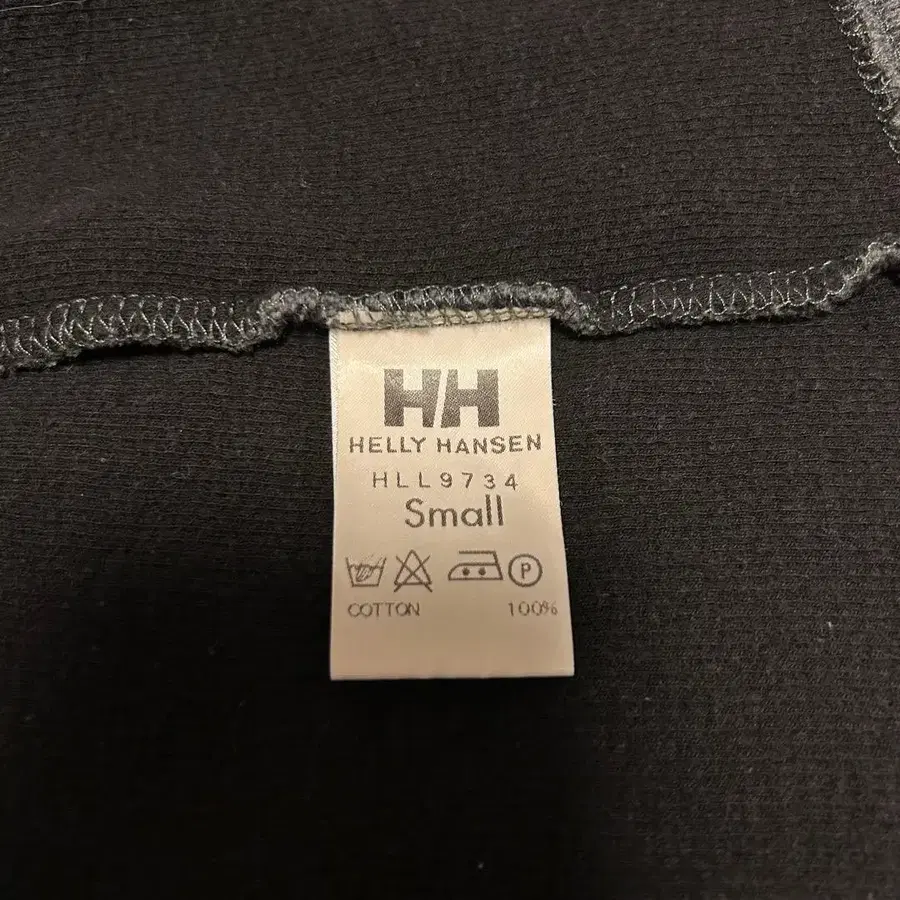 HH
HELLY HANSEN
HLL9734
Small
P
COTTON 100%